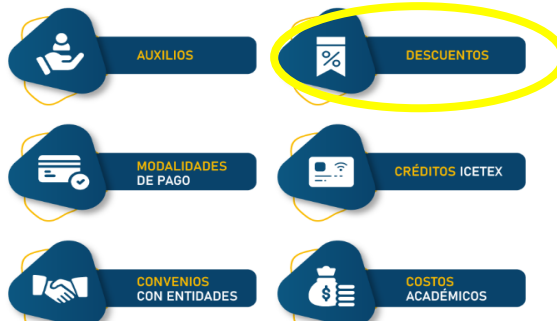 AUXILIOS
DESCUENTOS
MODALIDADES
DE PAGO
CRÉDITOS ICETEX
CONVENIOS
CON ENTIDADES
COSTOS
ACADÉMICOS